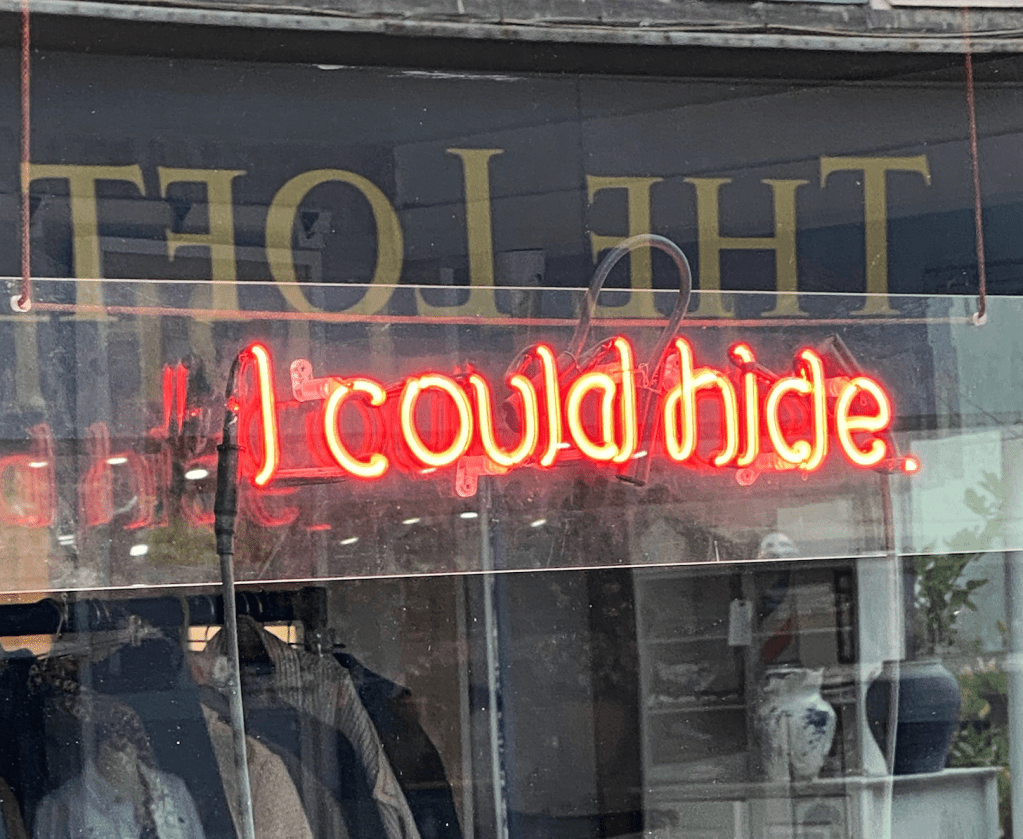 THE LOFT
I could hide.